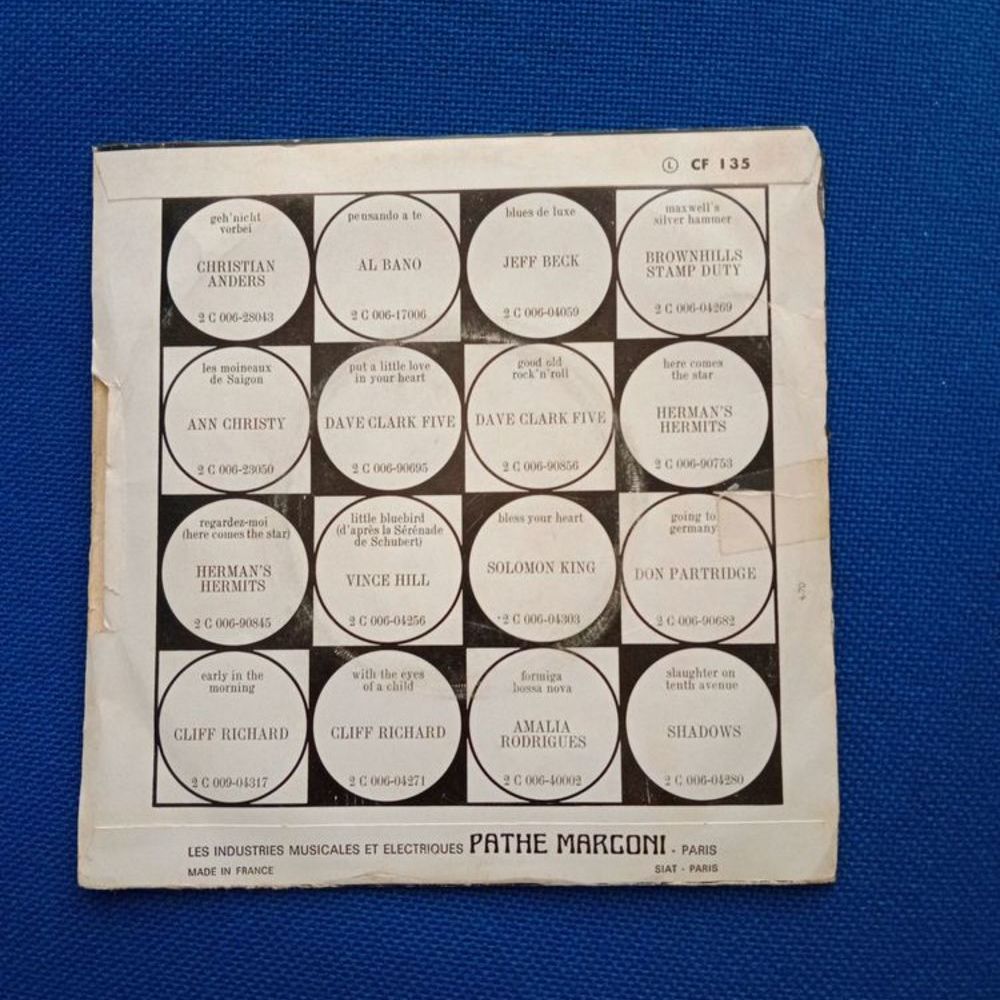 Ⓛ CF 135
geh'nicht
vorbei
CHRISTIAN
ANDERS
2 C 006-28043
pensando a te
AL BANO
2 C 006-17006
blues de luxe
JEFF BECK
2 C 006-04059
maxwell's
silver hammer
BROWNHILLS
STAMP DUTY
2 C 006-04269
les moineaux
de Saigon
ANN CHRISTY
2 C 006-23050
put a little love
in your heart
DAVE CLARK FIVE
2 C 006-90695
good old
rock'n'roll
DAVE CLARK FIVE
2 C 006-90856
here comes
the star
HERMAN'S
HERMITS
2 C 006-90753
regardez-moi
(here comes the star)
HERMAN'S
HERMITS
2 C 006-90845
little bluebird
(d'après la Sérénade
de Schubert)
VINCE HILL
2 C 006-04256
bless your heart
SOLOMON KING
2 C 006-04303
going to
germany
DON PARTRIDGE
2 C 006-90682
4-70
early in the
morning
CLIFF RICHARD
2 C 009-04317
with the eyes
of a child
CLIFF RICHARD
2 C 006-04271
formiga
bossa nova
AMALIA
RODRIGUES
2 C 006-40002
slaughter on
tenth avenue
SHADOWS
2 C 006-04280
LES INDUSTRIES MUSICALES ET ELECTRIQUES PATHE MARCONI - PARIS
MADE IN FRANCE
SIAT - PARIS